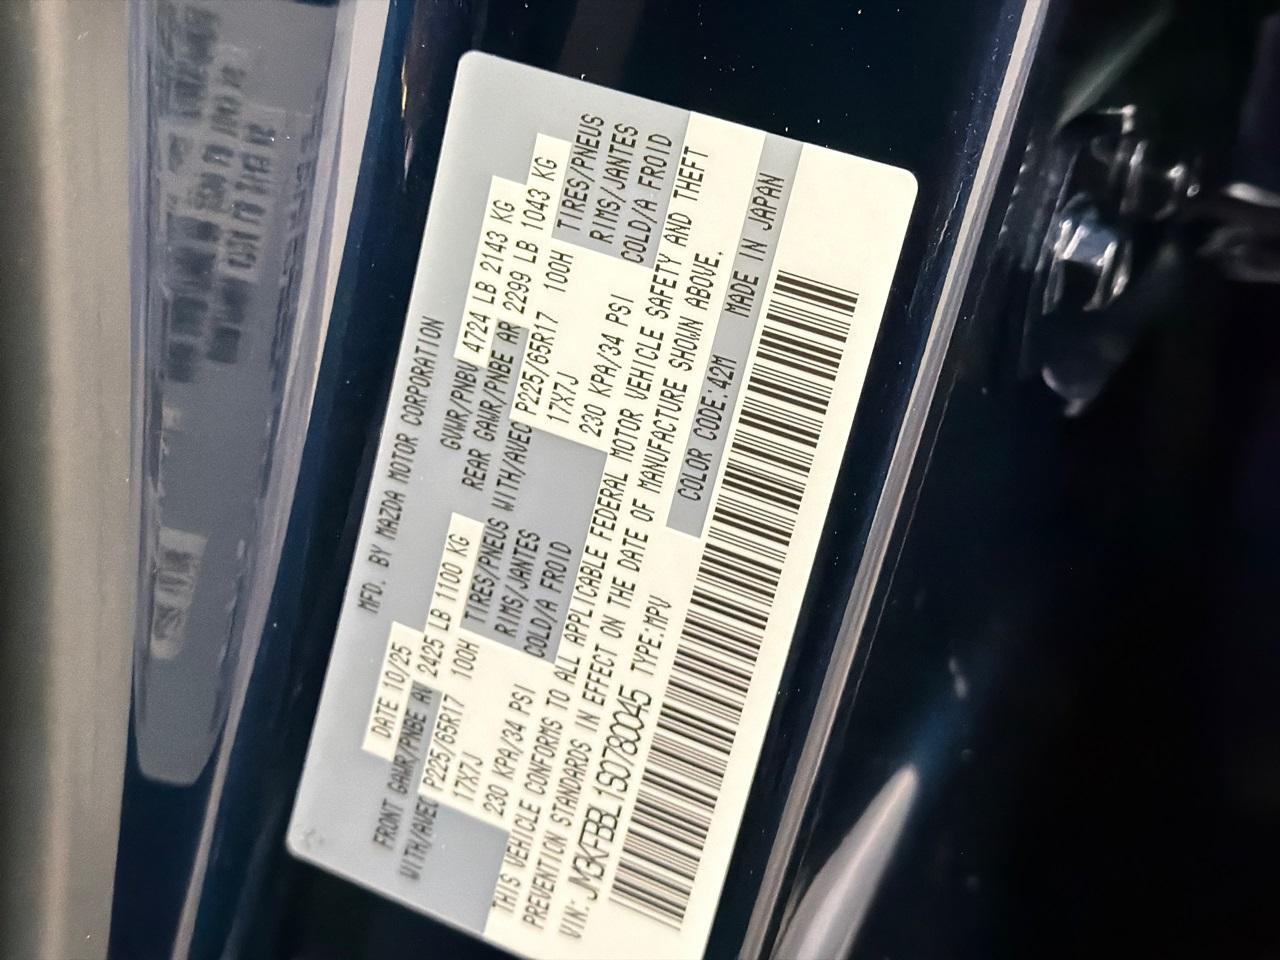 MFD. BY MAZDA MOTOR CORPORATION
DATE 10/25 GVWR/PNBV 4724 LB 2143 KG
FRONT GAWR/PNBE AV 2425 LB 1100 KG REAR GAWR/PNBE AR 2299 LB 1043 KG
WITH/AVEC P225/65R17 100H TIRES/PNEUS WITH/AVEC P225/65R17 100H TIRES/PNEUS
17X7J RIMS/JANTES 17X7J RIMS/JANTES
230 KPA/34 PSI COLD/A FROID 230 KPA/34 PSI COLD/A FROID
THIS VEHICLE CONFORMS TO ALL APPLICABLE FEDERAL MOTOR VEHICLE SAFETY AND THEFT
PREVENTION STANDARDS IN EFFECT ON THE DATE OF MANUFACTURE SHOWN ABOVE.
VIN: JM3KFBBL1S0780045 TYPE:MPV COLOR CODE:42M MADE IN JAPAN